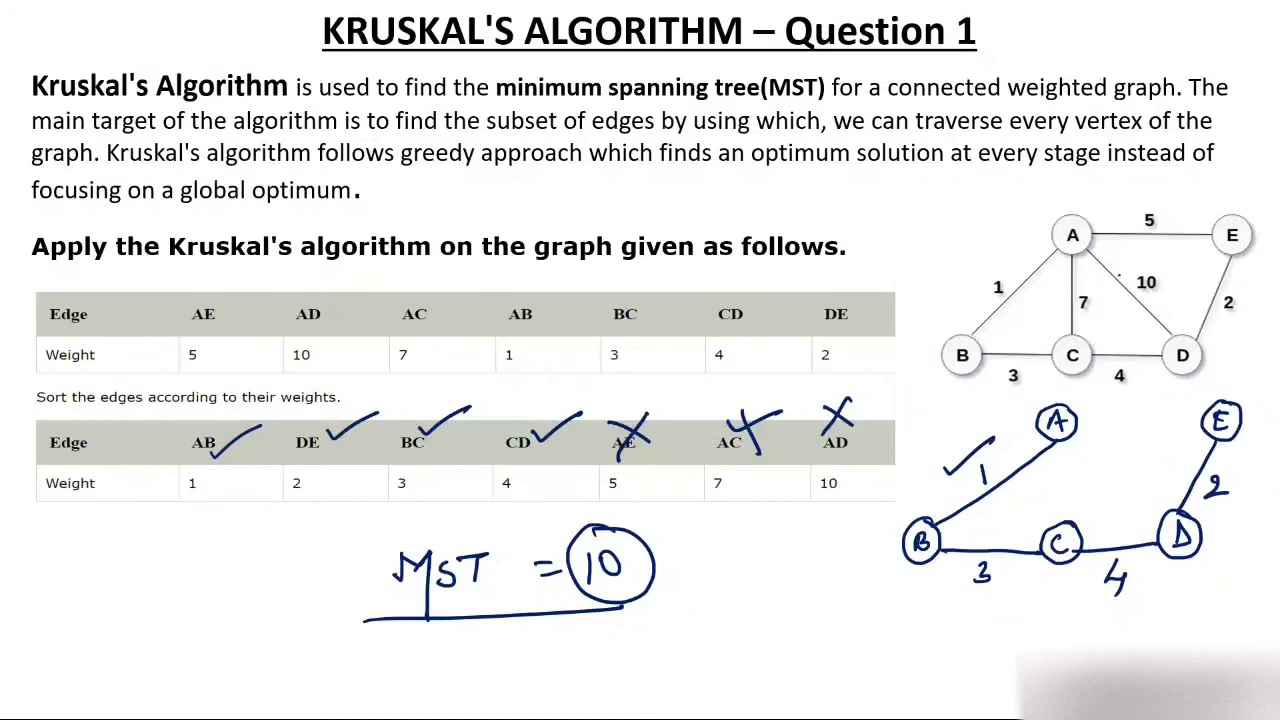 KRUSKAL'S ALGORITHM – Question 1
Kruskal's Algorithm is used to find the minimum spanning tree(MST) for a connected weighted graph. The
main target of the algorithm is to find the subset of edges by using which, we can traverse every vertex of the
graph. Kruskal's algorithm follows greedy approach which finds an optimum solution at every stage instead of
focusing on a global optimum.
Apply the Kruskal's algorithm on the graph given as follows.
Edge AE AD AC AB BC CD DE
Weight 5 10 7 1 3 4 2
Sort the edges according to their weights.
Edge AB DE BC CD AE AC AD
Weight 1 2 3 4 5 7 10
MST = 10
5
A E
1 7 10 2
B C D
3 4
A E
1 2
B C D
3 4